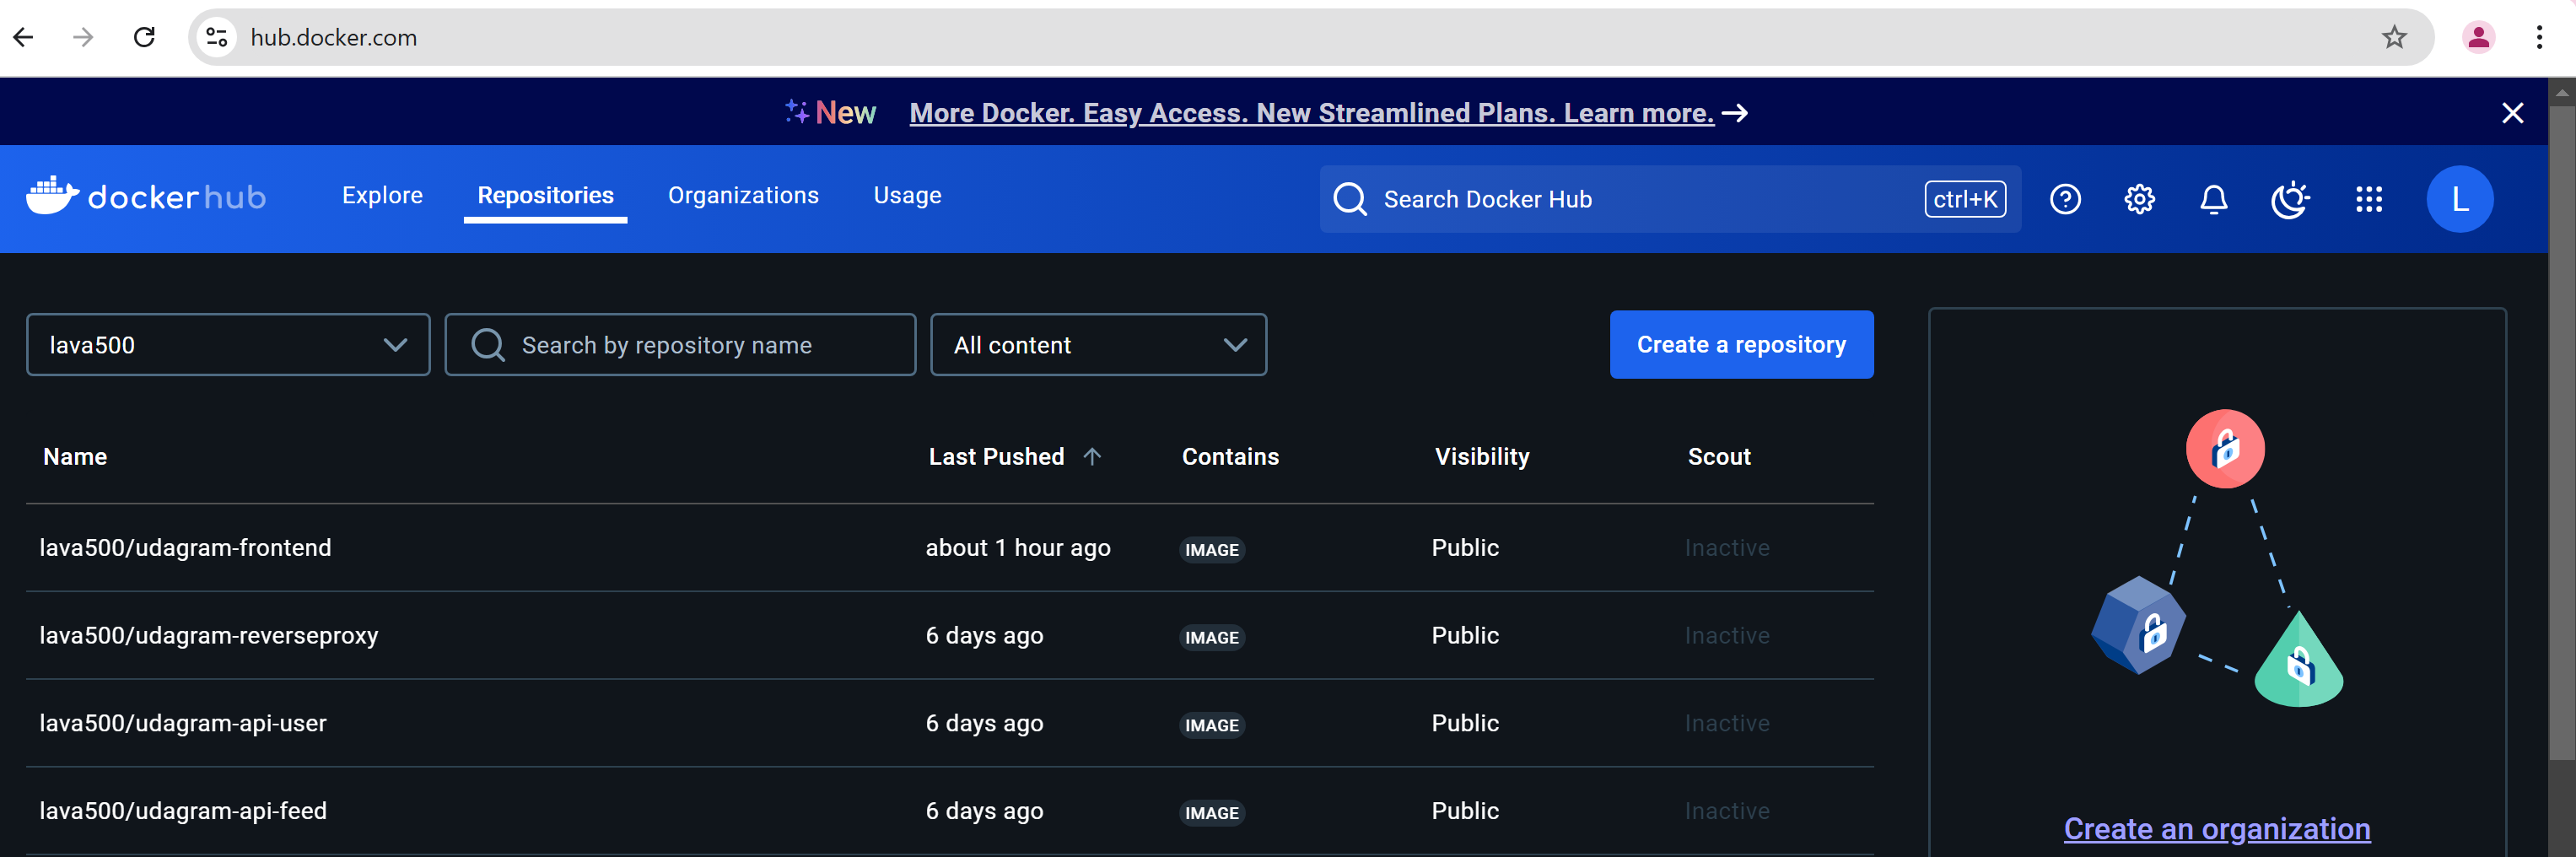 hub.docker.com
New More Docker. Easy Access. New Streamlined Plans. Learn more.
docker hub Explore Repositories Organizations Usage Search Docker Hub ctrl+K L
lava500 Search by repository name All content Create a repository
Name Last Pushed Contains Visibility Scout
lava500/udagram-frontend about 1 hour ago IMAGE Public Inactive
lava500/udagram-reverseproxy 6 days ago IMAGE Public Inactive
lava500/udagram-api-user 6 days ago IMAGE Public Inactive
lava500/udagram-api-feed 6 days ago IMAGE Public Inactive
Create an organization